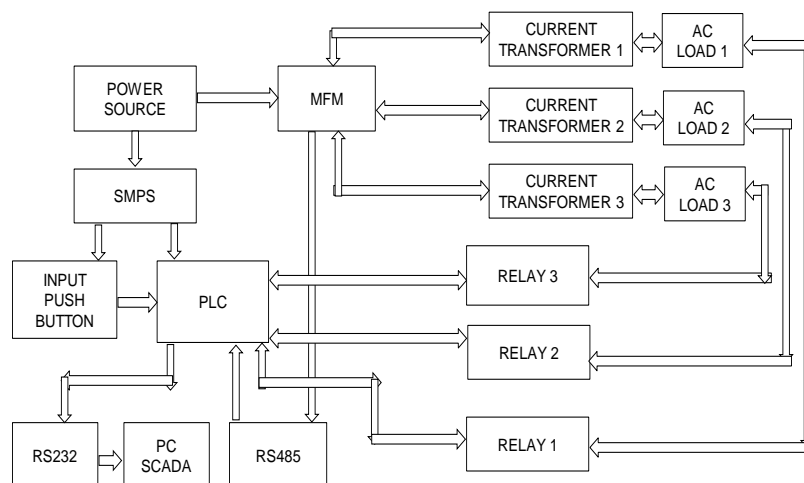 CURRENT
TRANSFORMER 1
AC
LOAD 1
POWER
SOURCE
MFM
CURRENT
TRANSFORMER 2
AC
LOAD 2
SMPS
CURRENT
TRANSFORMER 3
AC
LOAD 3
INPUT
PUSH
BUTTON
PLC
RELAY 3
RELAY 2
RS232
PC
SCADA
RS485
RELAY 1